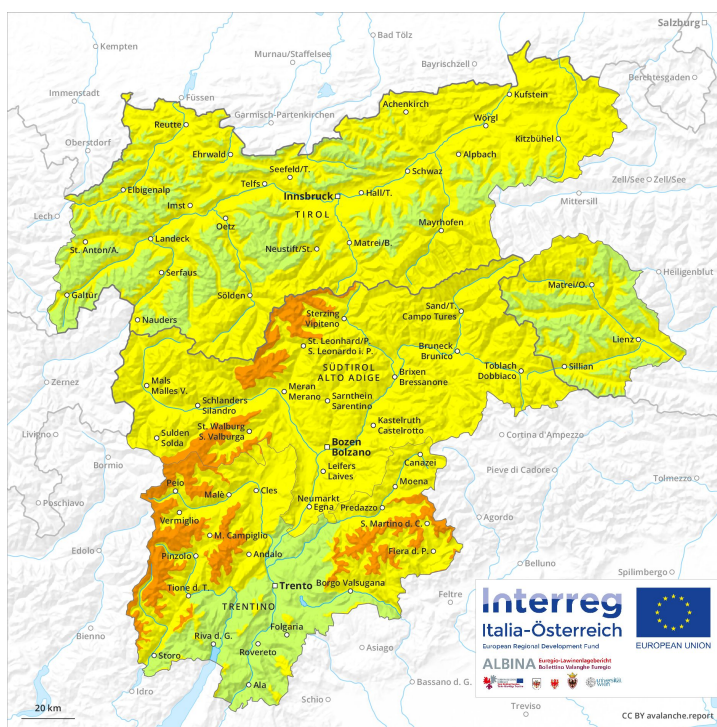 Salzburg
Kempten
Bad Tölz
Murnau/Staffelsee
Bayrischzell
Berchtesgaden
Immenstadt
Füssen
Achenkirch
Kufstein
Garmisch-Partenkirchen
Reutte
Wörgl
Oberstdorf
Ehrwald
Kitzbühel
Alpbach
Seefeld/T.
Schwaz
Zell/See
Zell/See
Elbigenalp
Telfs
Innsbruck
Hall/T.
Mittersill
Imst
TIROL
Lech
Oetz
Mayrhofen
St. Anton/A.
Landeck
Neustift/St.
Matrei/B.
Serfaus
Heiligenblut
Galtür
Sölden
Matrei/O.
Nauders
Sterzing
Vipiteno
Sand/T.
Campo Tures
Lienz
St. Leonhard/P.
S. Leonardo i. P.
Bruneck
Brunico
SÜDTIROL
ALTO ADIGE
Toblach
Dobbiaco
Sillian
Zernez
Mals
Malles V.
Meran
Merano
Brixen
Bressanone
Schlanders
Silandro
Sarnthein
Sarentino
St. Walburg
S. Valburga
Kastelruth
Castelrotto
Livigno
Sulden
Solda
Cortina d Ampezzo
Bozen
Bolzano
Bormio
Canazei
Leifers
Laives
Pieve di Cadore
Tolmezzo
Peio
Malè
Cles
Moena
Poschiavo
Neumarkt
Egna
Predazzo
Vermiglio
Agordo
S. Martino d. C.
M. Campiglio
Edolo
Pinzolo
Andalo
Fiera d. P.
Belluno
Spilimbergo
Trento
Borgo Valsugana
Tione d. T.
Feltre
TRENTINO
Bienno
Folgaria
Riva d. G.
Asiago
Storo
Rovereto
Bassano d. G.
Idro
Ala
Schio
Treviso
20 km
Interreg
Italia-Österreich
European Regional Development Fund
EUROPEAN UNION
ALBINA
Euregio-Lawinenlagebericht
Bollettino Valanghe Euregio
CC BY avalanche.report